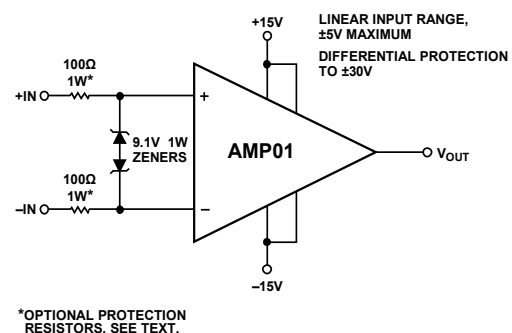 +15V
LINEAR INPUT RANGE,
±5V MAXIMUM
DIFFERENTIAL PROTECTION
TO ±30V
100Ω
1W*
+IN
+
9.1V 1W
ZENERS
AMP01
VOUT
100Ω
1W*
–IN
–
–15V
*OPTIONAL PROTECTION
RESISTORS, SEE TEXT.